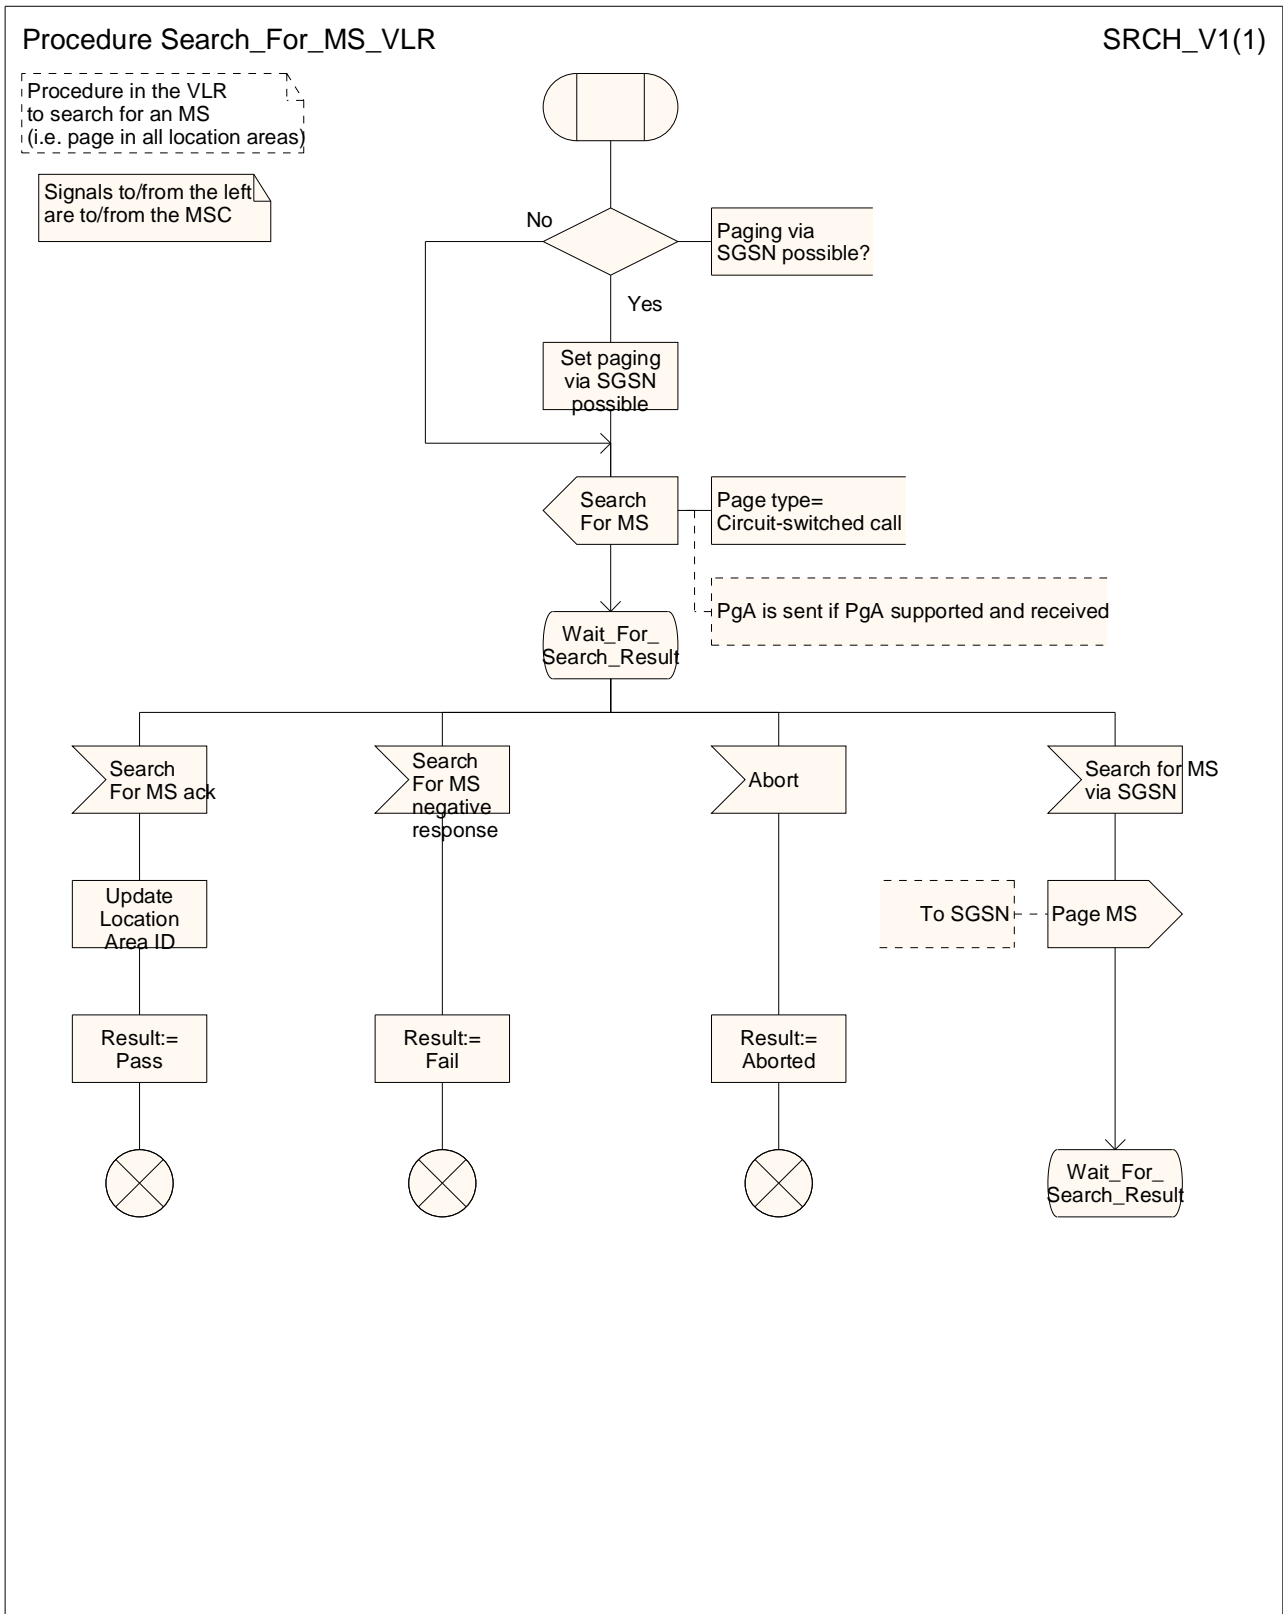 Procedure Search_For_MS_VLR
SRCH_V1(1)
Procedure in the VLR
to search for an MS
(i.e. page in all location areas)
Signals to/from the left
are to/from the MSC
No
Paging via
SGSN possible?
Yes
Set paging
via SGSN
possible
Search
For MS
Page type=
Circuit-switched call
PgA is sent if PgA supported and received
Wait_For_
Search_Result
Search
For MS ack
Search
For MS
negative
response
Abort
Search for MS
via SGSN
Update
Location
Area ID
To SGSN
Page MS
Result:=
Pass
Result:=
Fail
Result:=
Aborted
Wait_For_
Search_Result